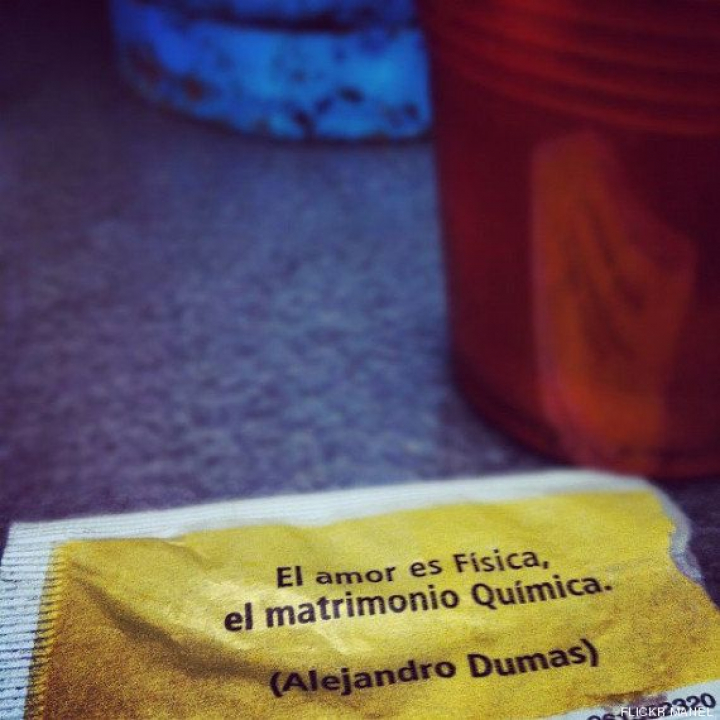 El amor es Física,
el matrimonio Química.
(Alejandro Dumas)
FLICKR MANEL